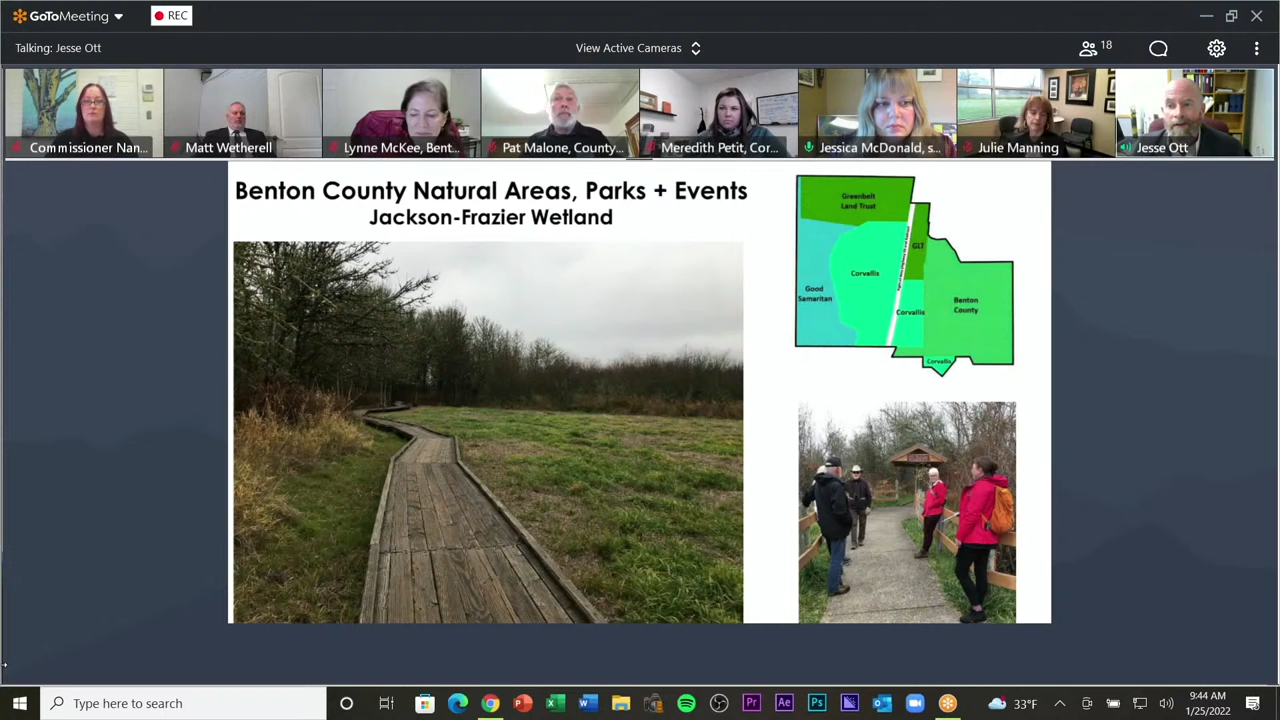 GoToMeeting
REC
Talking: Jesse Ott
View Active Cameras
18
Commissioner Nan...
Matt Wetherell
Lynne McKee, Bent...
Pat Malone, County...
Meredith Petit, Cor...
Jessica McDonald, s...
Julie Manning
Jesse Ott
Benton County Natural Areas, Parks + Events
Jackson-Frazier Wetland
Greenbelt
Land Trust
GLT
Corvallis
Good
Samaritan
Corvallis
Benton
County
Corvallis
Type here to search
Pr
Ae
Ps
33°F
9:44 AM
1/25/2022